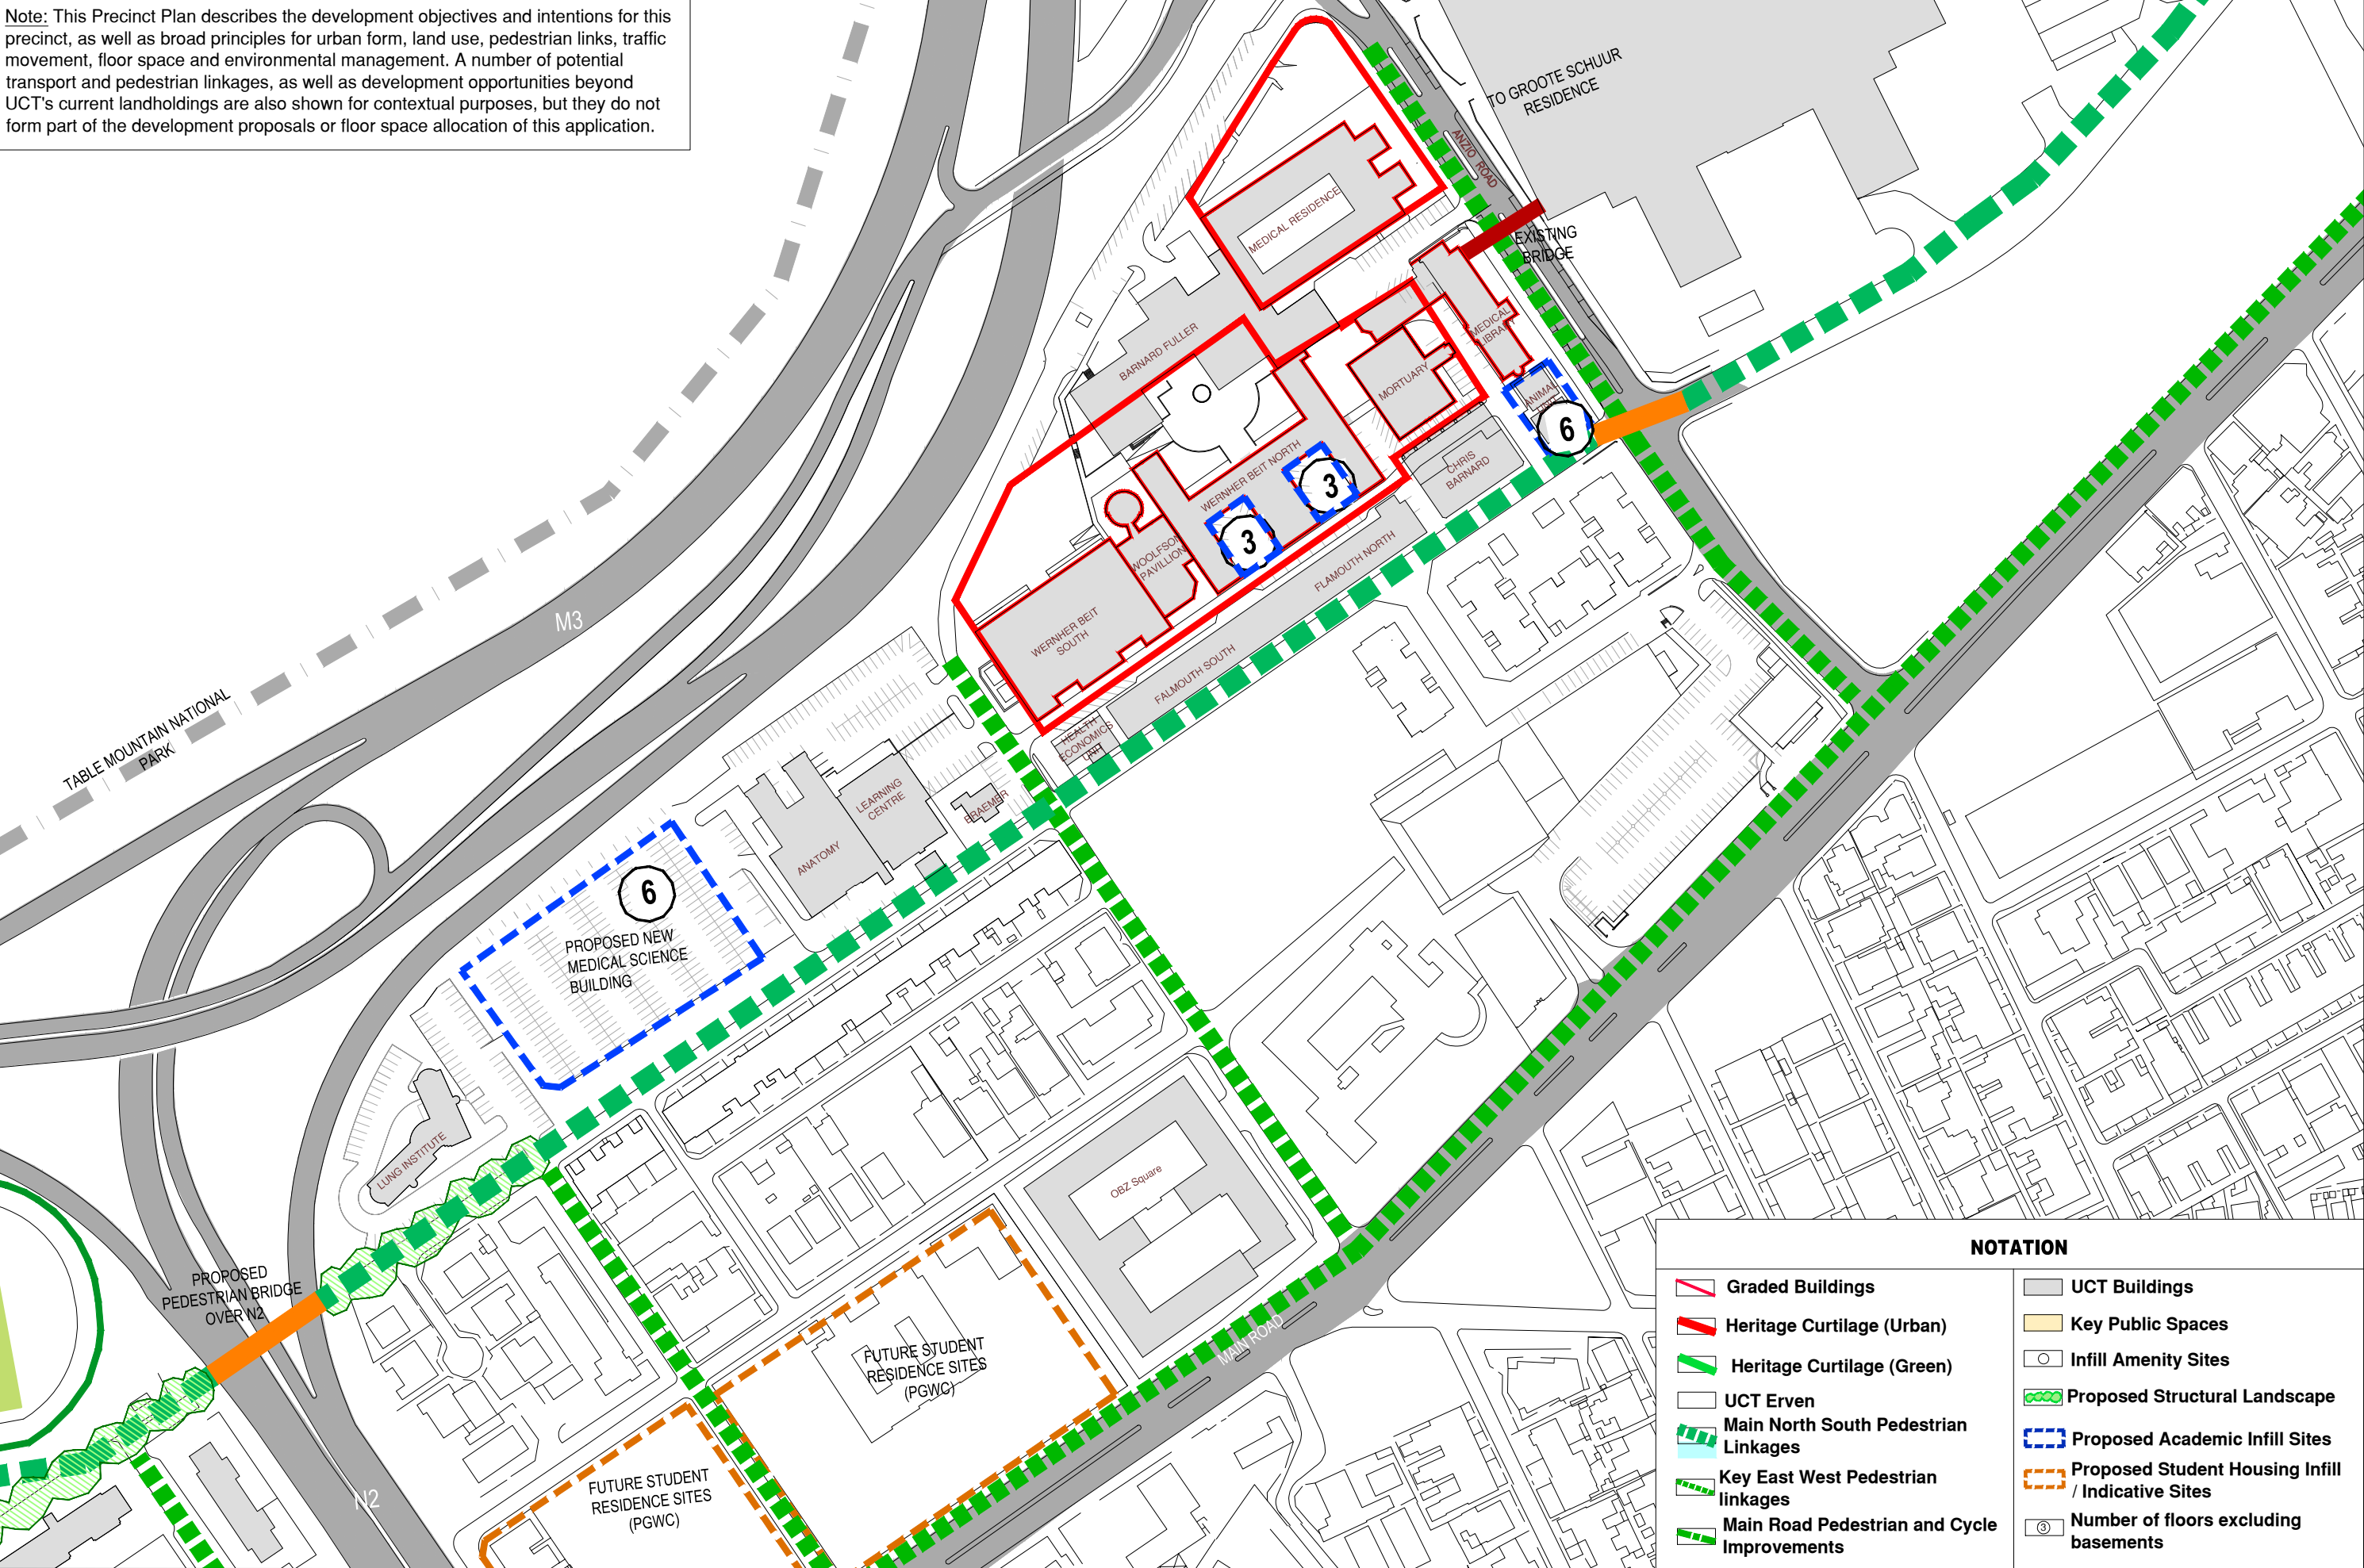 Note: This Precinct Plan describes the development objectives and intentions for this
precinct, as well as broad principles for urban form, land use, pedestrian links, traffic
movement, floor space and environmental management. A number of potential
transport and pedestrian linkages, as well as development opportunities beyond
UCT's current landholdings are also shown for contextual purposes, but they do not
form part of the development proposals or floor space allocation of this application.
TO GROOTE SCHUUR
RESIDENCE
ANZIO ROAD
MEDICAL RESIDENCE
EXISTING
BRIDGE
BARNARD FULLER
MEDICAL
LIBRARY
MORTUARY
ANIMAL
6
CHRIS
BARNARD
WERNHER BEIT NORTH
3
3
WOOLFSON
PAVILLION
FLAMOUTH NORTH
WERNHER BEIT
SOUTH
FALMOUTH SOUTH
HEALTH
ECONOMICS
UNIT
M3
TABLE MOUNTAIN NATIONAL
PARK
LEARNING
CENTRE
BRAEMER
ANATOMY
6
PROPOSED NEW
MEDICAL SCIENCE
BUILDING
LUNG INSTITUTE
OBZ Square
PROPOSED
PEDESTRIAN BRIDGE
OVER N2
MAIN ROAD
FUTURE STUDENT
RESIDENCE SITES
(PGWC)
FUTURE STUDENT
RESIDENCE SITES
(PGWC)
N2
NOTATION
Graded Buildings
Heritage Curtilage (Urban)
Heritage Curtilage (Green)
UCT Erven
Main North South Pedestrian
Linkages
Key East West Pedestrian
linkages
Main Road Pedestrian and Cycle
Improvements
UCT Buildings
Key Public Spaces
Infill Amenity Sites
Proposed Structural Landscape
Proposed Academic Infill Sites
Proposed Student Housing Infill
/ Indicative Sites
3
Number of floors excluding
basements